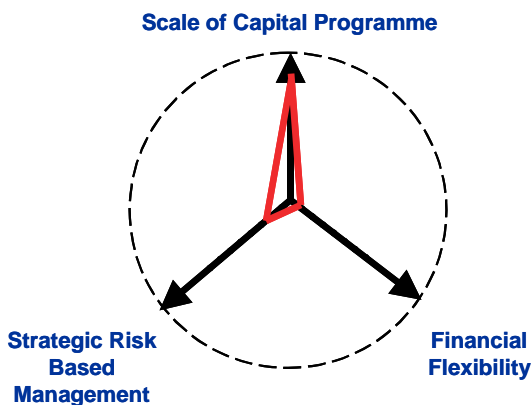 Scale of Capital Programme
Strategic Risk
Based
Management
Financial
Flexibility